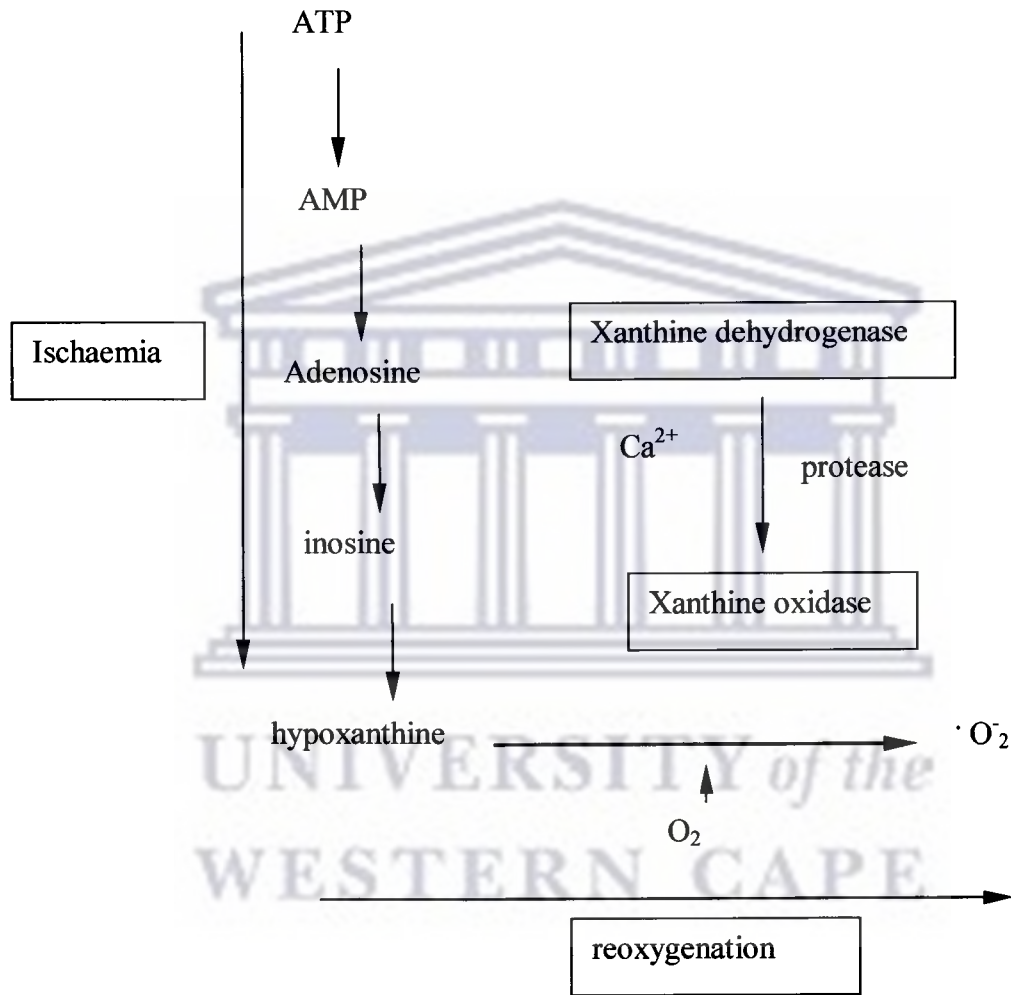 ATP
AMP
Ischaemia
Xanthine dehydrogenase
Adenosine
Ca²⁺
protease
inosine
Xanthine oxidase
hypoxanthine
· O₂⁻
O₂
UNIVERSITY of the
WESTERN CAPE
reoxygenation